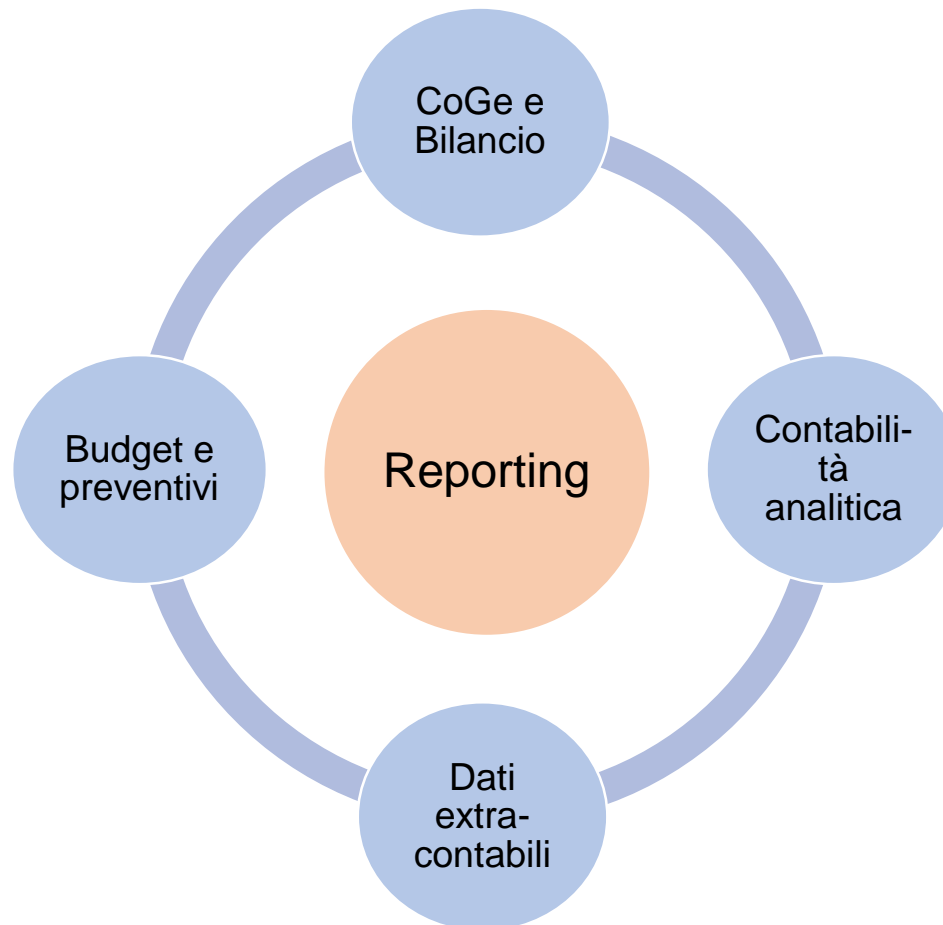 CoGe e
Bilancio
Budget e
preventivi
Reporting
Contabili-
tà
analitica
Dati
extra-
contabili